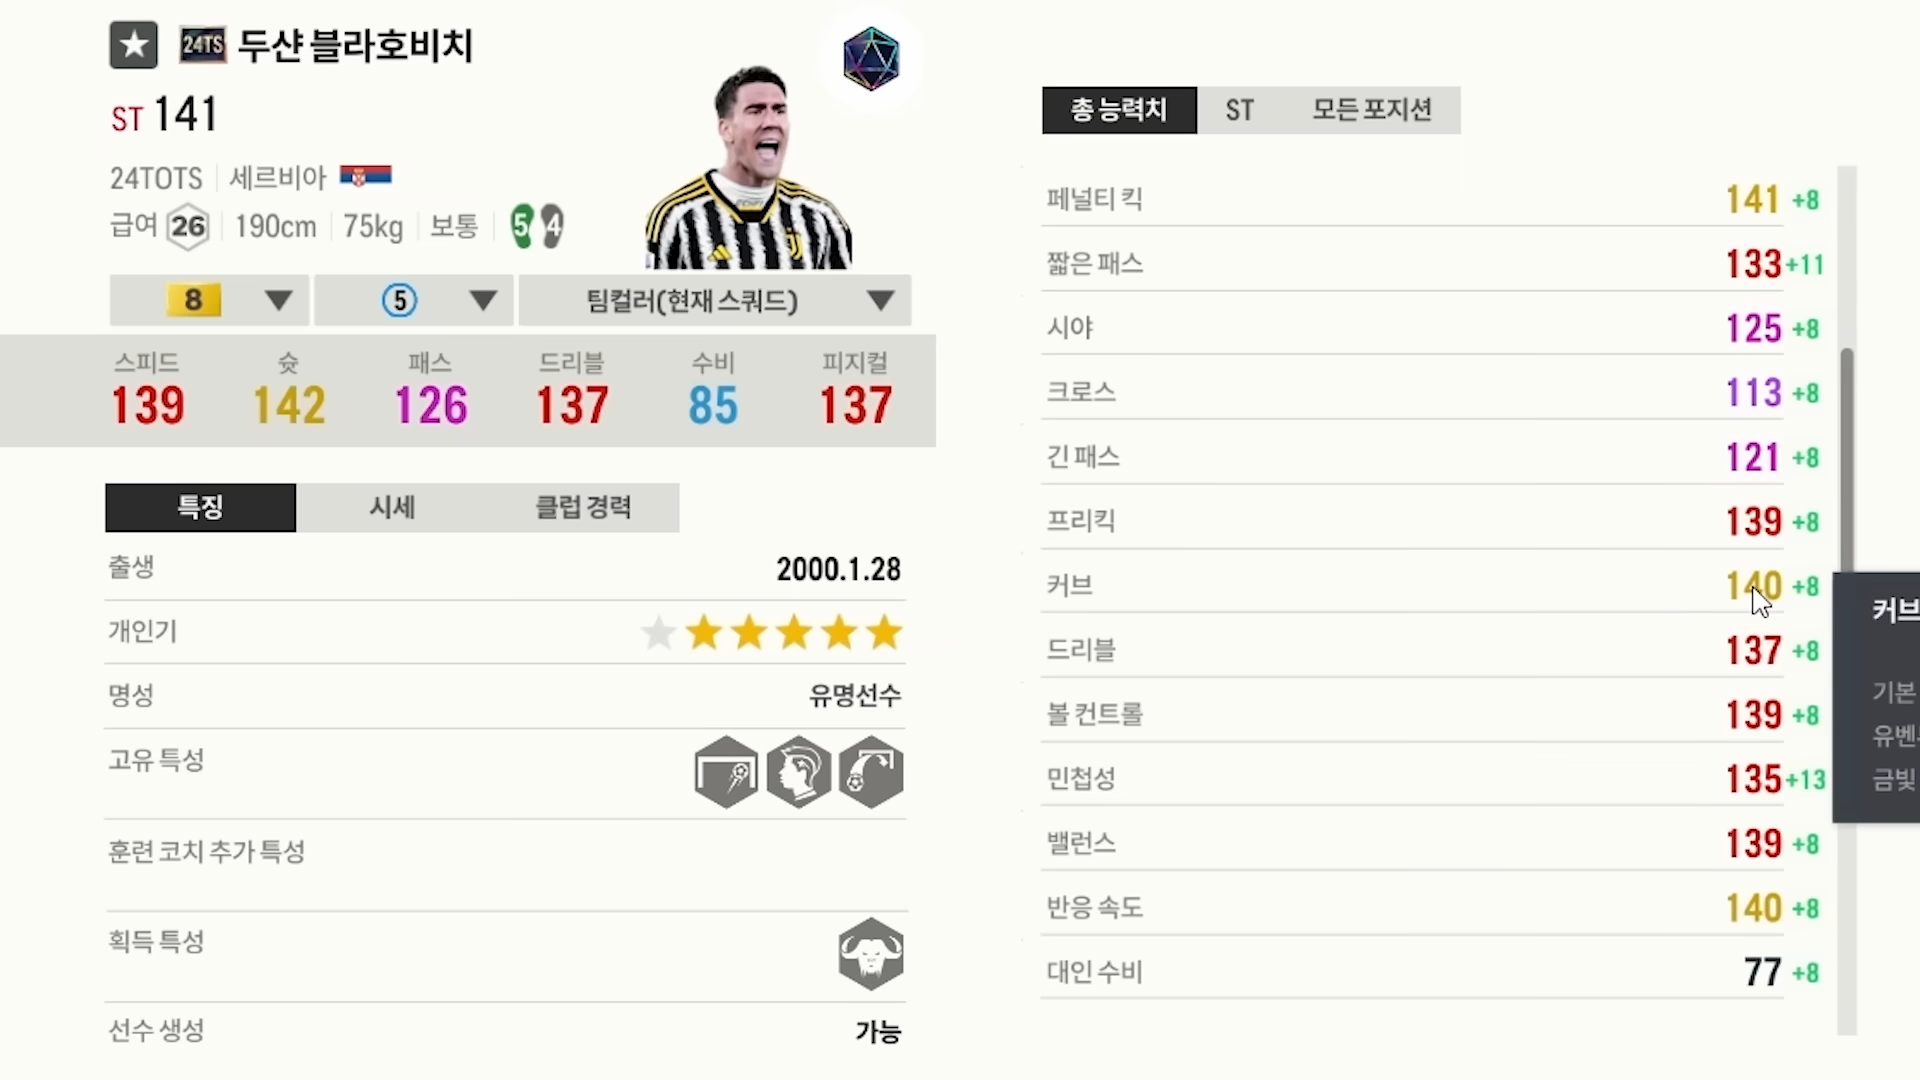 24TS 두샨 블라호비치
ST 141
24TOTS 세르비아
급여 26 190cm 75kg 보통 5 4
8 5 팀컬러(현재 스쿼드)
스피드 슛 패스 드리블 수비 피지컬
139 142 126 137 85 137
특징 시세 클럽 경력
출생 2000.1.28
개인기
명성 유명선수
고유 특성
훈련 코치 추가 특성
획득 특성
선수 생성 가능
총 능력치 ST 모든 포지션
페널티 킥 141 +8
짧은 패스 133 +11
시야 125 +8
크로스 113 +8
긴 패스 121 +8
프리킥 139 +8
커브 140 +8
드리블 137 +8
볼 컨트롤 139 +8
민첩성 135 +13
밸런스 139 +8
반응 속도 140 +8
대인 수비 77 +8
커브
기본
유벤
금빛